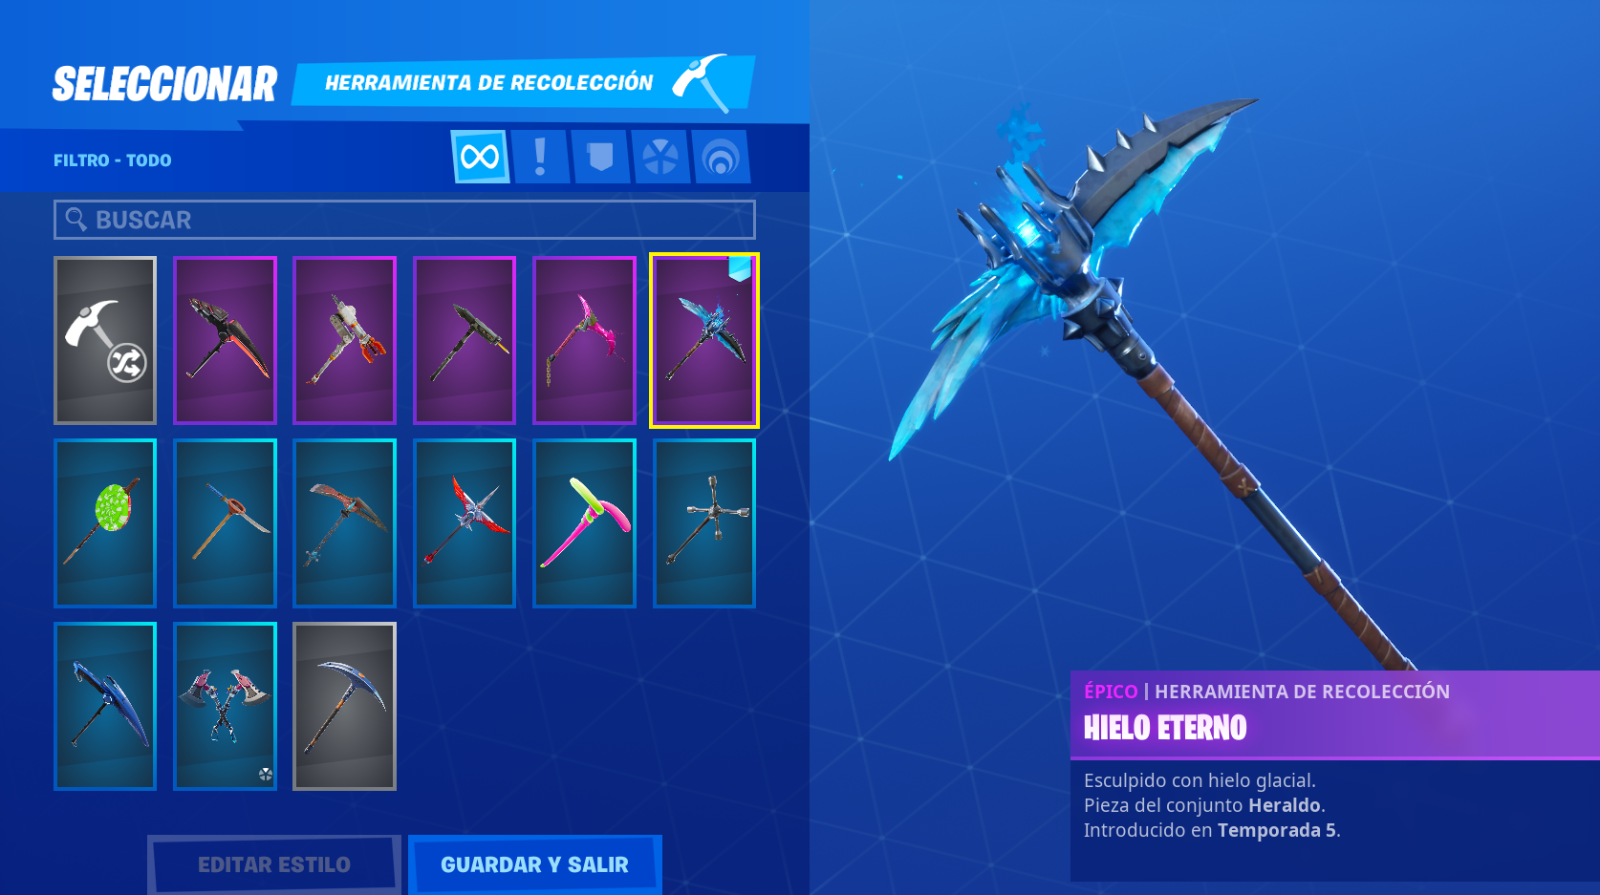 SELECCIONAR
HERRAMIENTA DE RECOLECCIÓN
FILTRO - TODO
BUSCAR
EDITAR ESTILO
GUARDAR Y SALIR
ÉPICO | HERRAMIENTA DE RECOLECCIÓN
HIELO ETERNO
Esculpido con hielo glacial.
Pieza del conjunto Heraldo.
Introducido en Temporada 5.